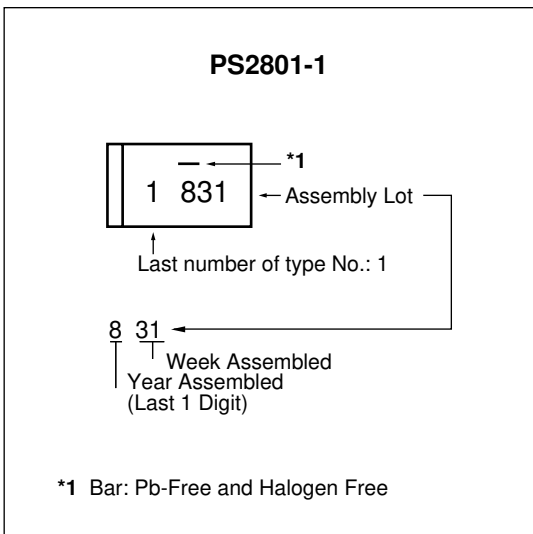 PS2801-1
*1
1 831
Assembly Lot
Last number of type No.: 1
8 31
Week Assembled
Year Assembled
(Last 1 Digit)
*1 Bar: Pb-Free and Halogen Free